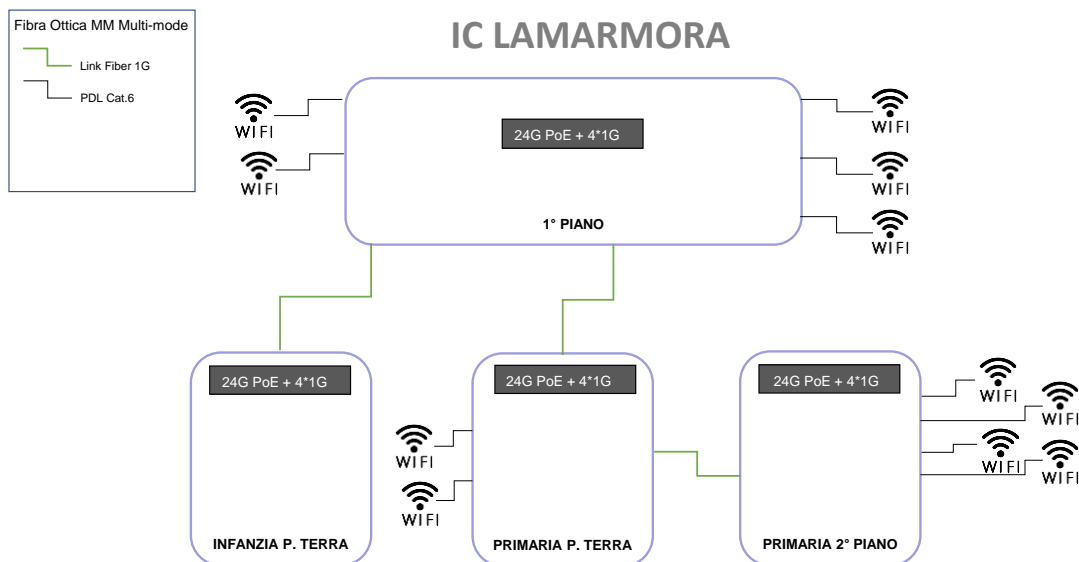 Fibra Ottica MM Multi-mode
Link Fiber 1G
PDL Cat.6
IC LAMARMORA
WIFI
WIFI
24G PoE + 4*1G
1° PIANO
WIFI
WIFI
WIFI
24G PoE + 4*1G
INFANZIA P. TERRA
24G PoE + 4*1G
WIFI
WIFI
PRIMARIA P. TERRA
24G PoE + 4*1G
PRIMARIA 2° PIANO
WIFI
WIFI
WIFI
WIFI